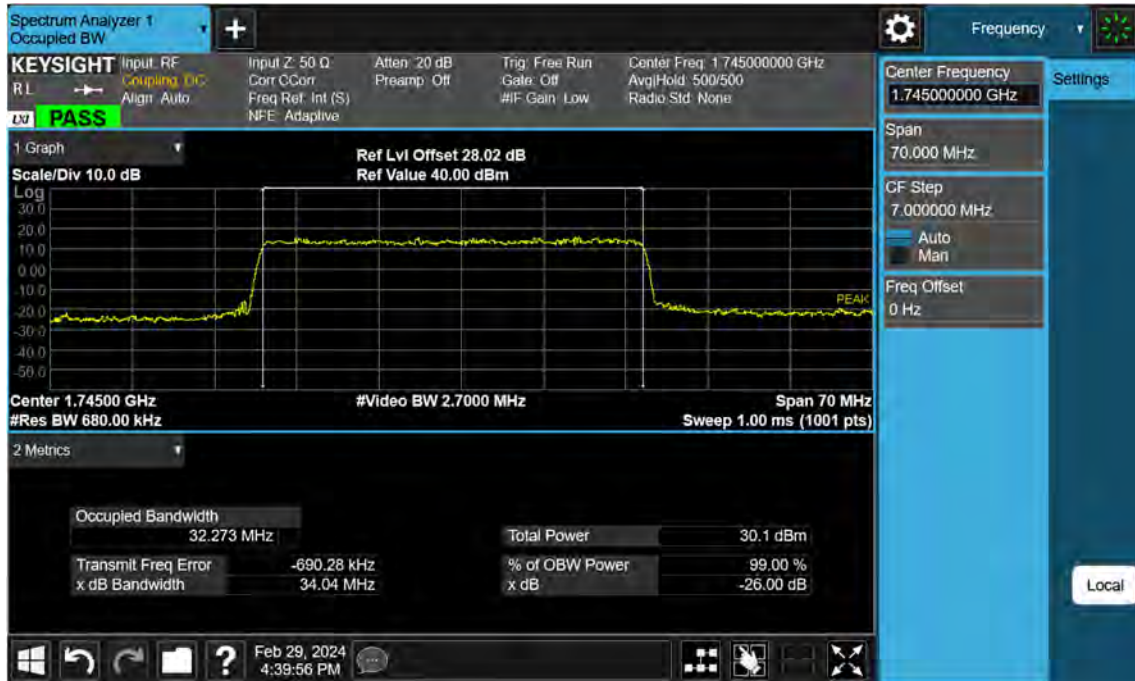 Spectrum Analyzer 1
Occupied BW
Frequency
KEYSIGHT
RL
LXI PASS
Input: RF
Coupling: DC
Align: Auto
Input Z: 50 Ω
Corr CCorr
Freq Ref: Int (S)
NFE: Adaptive
Atten: 20 dB
Preamp: Off
Trig: Free Run
Gate: Off
#IF Gain: Low
Center Freq: 1.745000000 GHz
Avg|Hold: 500/500
Radio Std: None
Center Frequency
1.745000000 GHz
Settings
Span
70.000 MHz
CF Step
7.000000 MHz
Auto
Man
Freq Offset
0 Hz
1 Graph
Ref Lvl Offset 28.02 dB
Scale/Div 10.0 dB
Ref Value 40.00 dBm
Log
30.0
20.0
10.0
0.00
-10.0
-20.0
-30.0
-40.0
-50.0
PEAK
Center 1.74500 GHz
#Video BW 2.7000 MHz
Span 70 MHz
#Res BW 680.00 kHz
Sweep 1.00 ms (1001 pts)
2 Metrics
Occupied Bandwidth
32.273 MHz
Total Power 30.1 dBm
Transmit Freq Error -690.28 kHz
% of OBW Power 99.00 %
x dB Bandwidth 34.04 MHz
x dB -26.00 dB
Local
?
Feb 29, 2024
4:39:56 PM